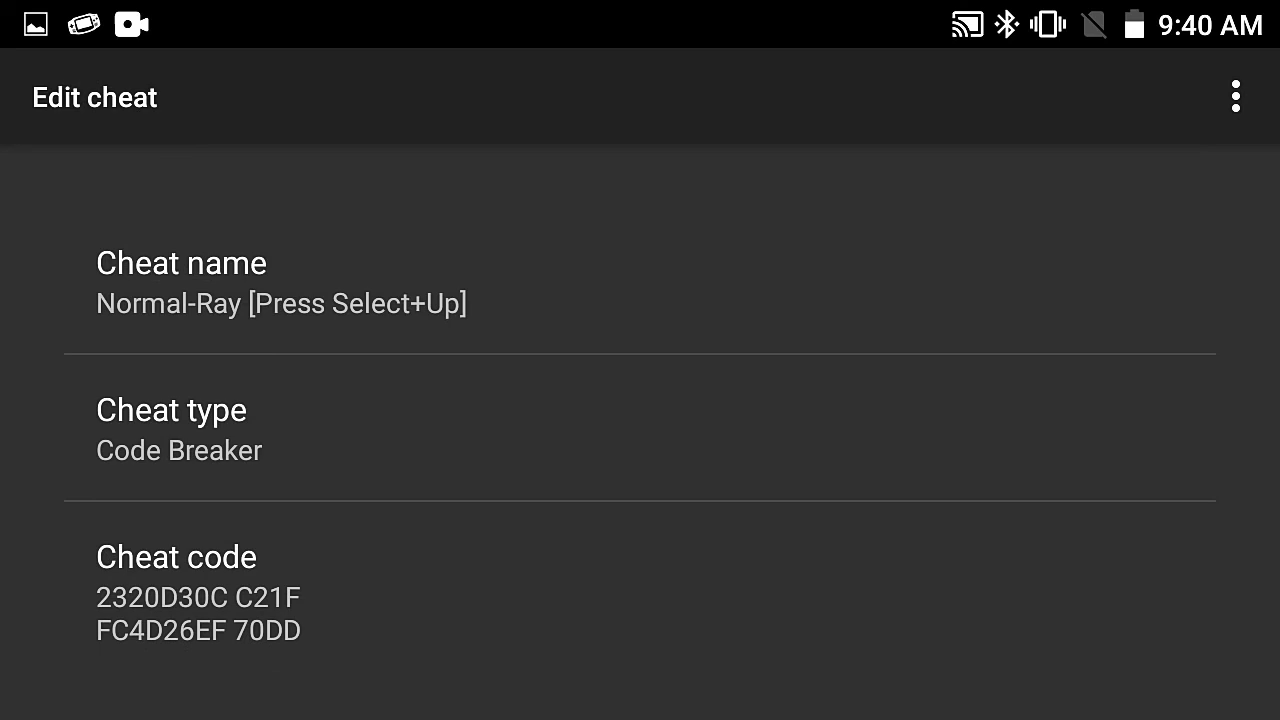 9:40 AM
Edit cheat
Cheat name
Normal-Ray [Press Select+Up]
Cheat type
Code Breaker
Cheat code
2320D30C C21F
FC4D26EF 70DD